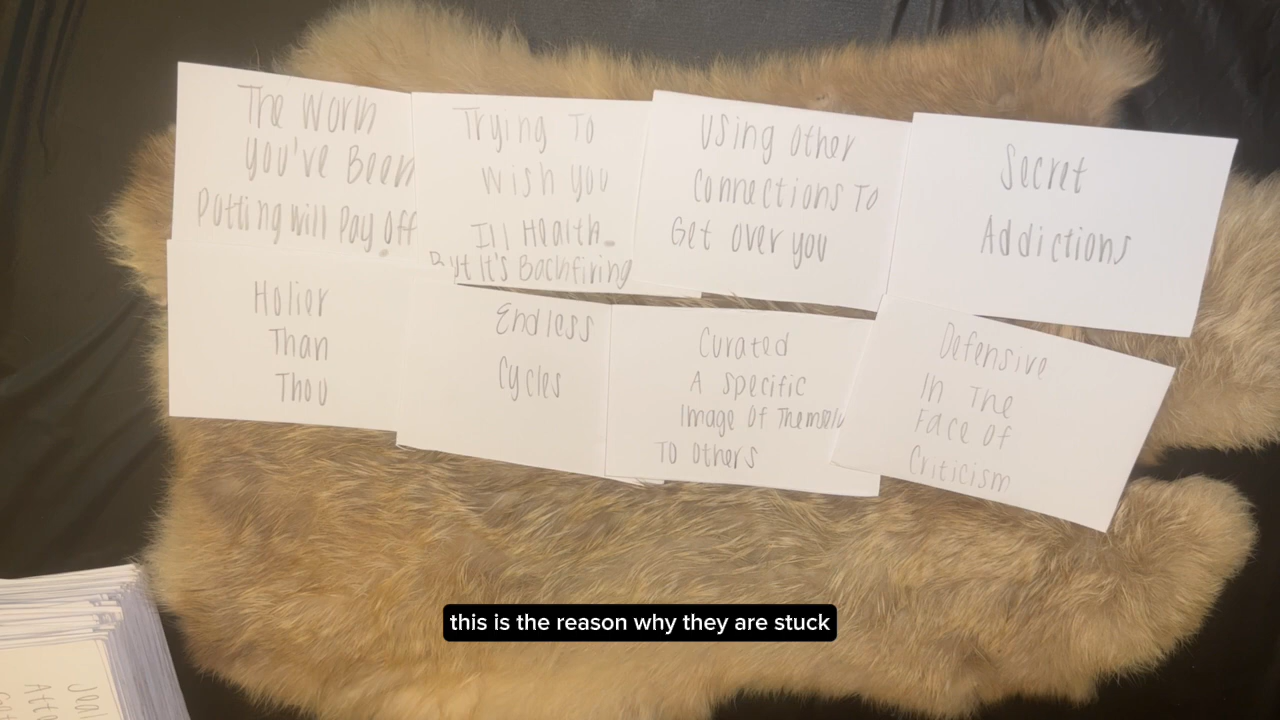 The Work
You've Been
Putting Will Pay Off
Trying To
Wish You
Ill Health.
But It's Backfiring
Using Other
Connections To
Get Over You
Secret
Addictions
Holier
Than
Thou
Endless
Cycles
Curated
A Specific
Image Of
To Others
Defensive
In The
Face Of
Criticism
this is the reason why they are stuck